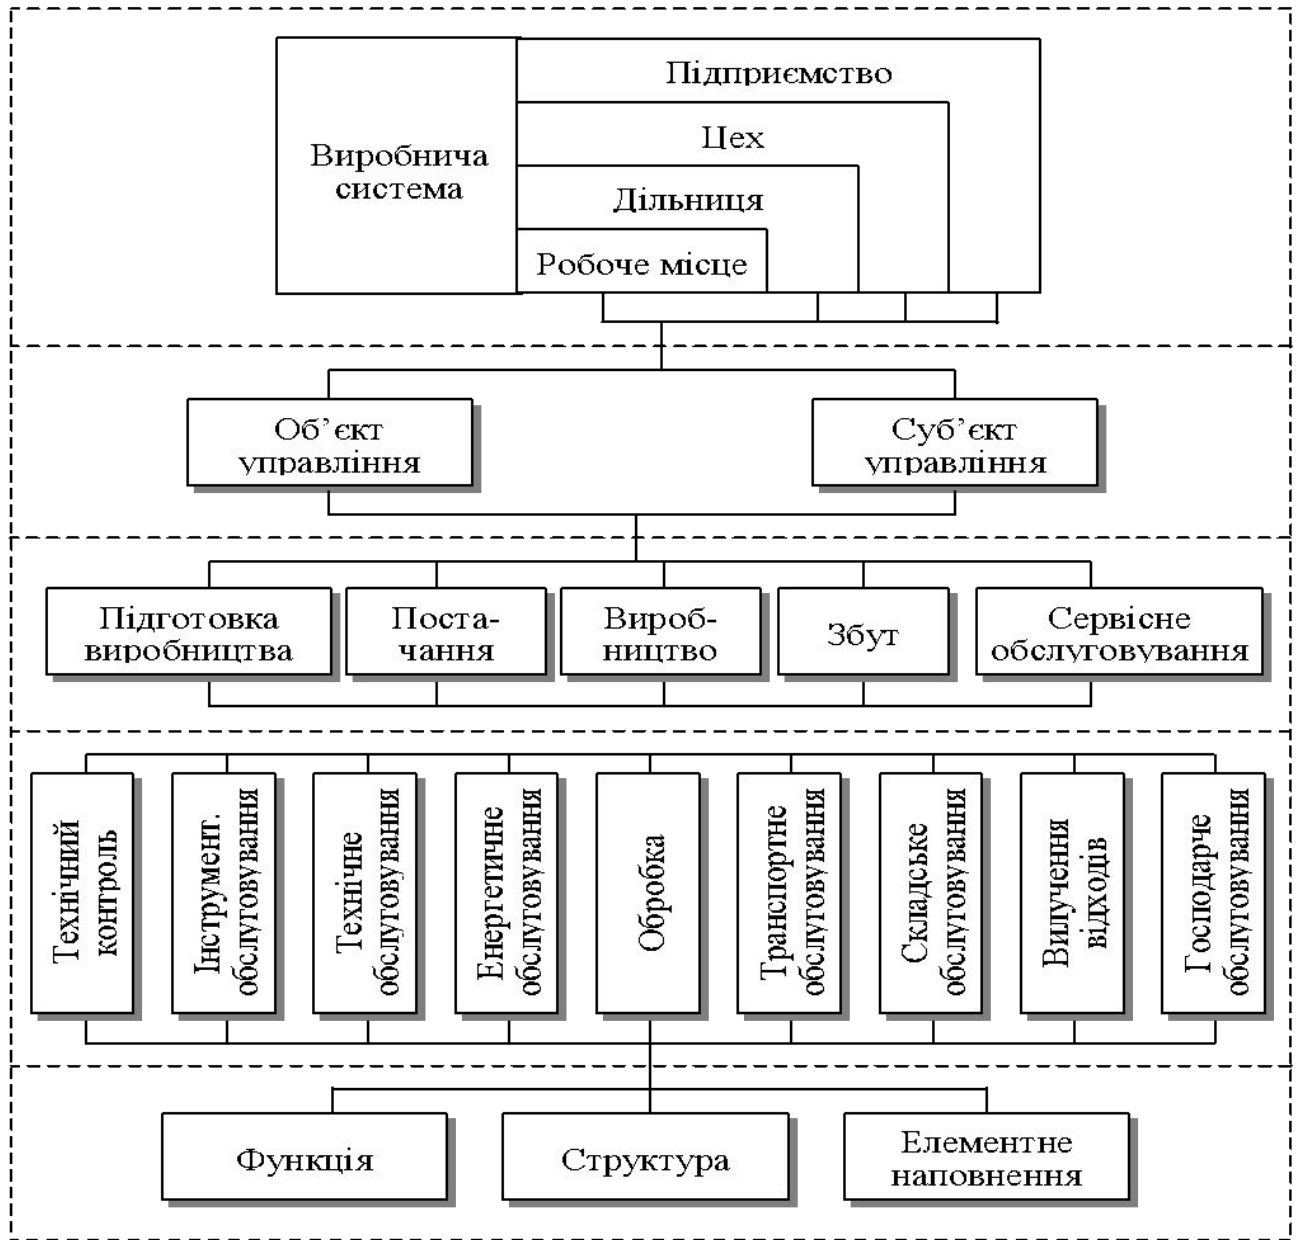 Підприємство
Цех
Виробнича
система
Дільниця
Робоче місце
Об’єкт
управління
Суб’єкт
управління
Підготовка
виробництва
Поста-
чання
Вироб-
ництво
Збут
Сервісне
обслуговування
Технічний
контроль
Інструмент.
обслуговування
Технічне
обслуговування
Енергетичне
обслуговування
Обробка
Транспортне
обслуговування
Складське
обслуговування
Вилучення
відходів
Господарче
обслуговування
Функція
Структура
Елементне
наповнення